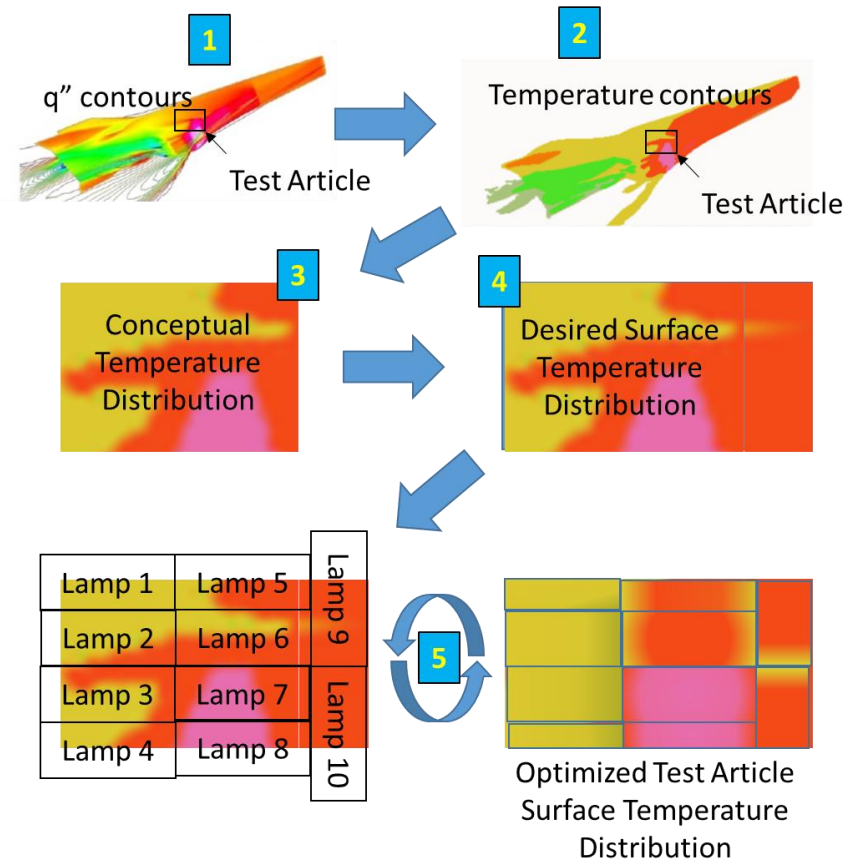 1
2
q” contours
Temperature contours
Test Article
Test Article
3
4
Conceptual
Temperature
Distribution
Desired Surface
Temperature
Distribution
Lamp 1
Lamp 5
Lamp 9
Lamp 2
Lamp 6
5
Lamp 3
Lamp 7
Lamp 10
Lamp 4
Lamp 8
Optimized Test Article
Surface Temperature
Distribution